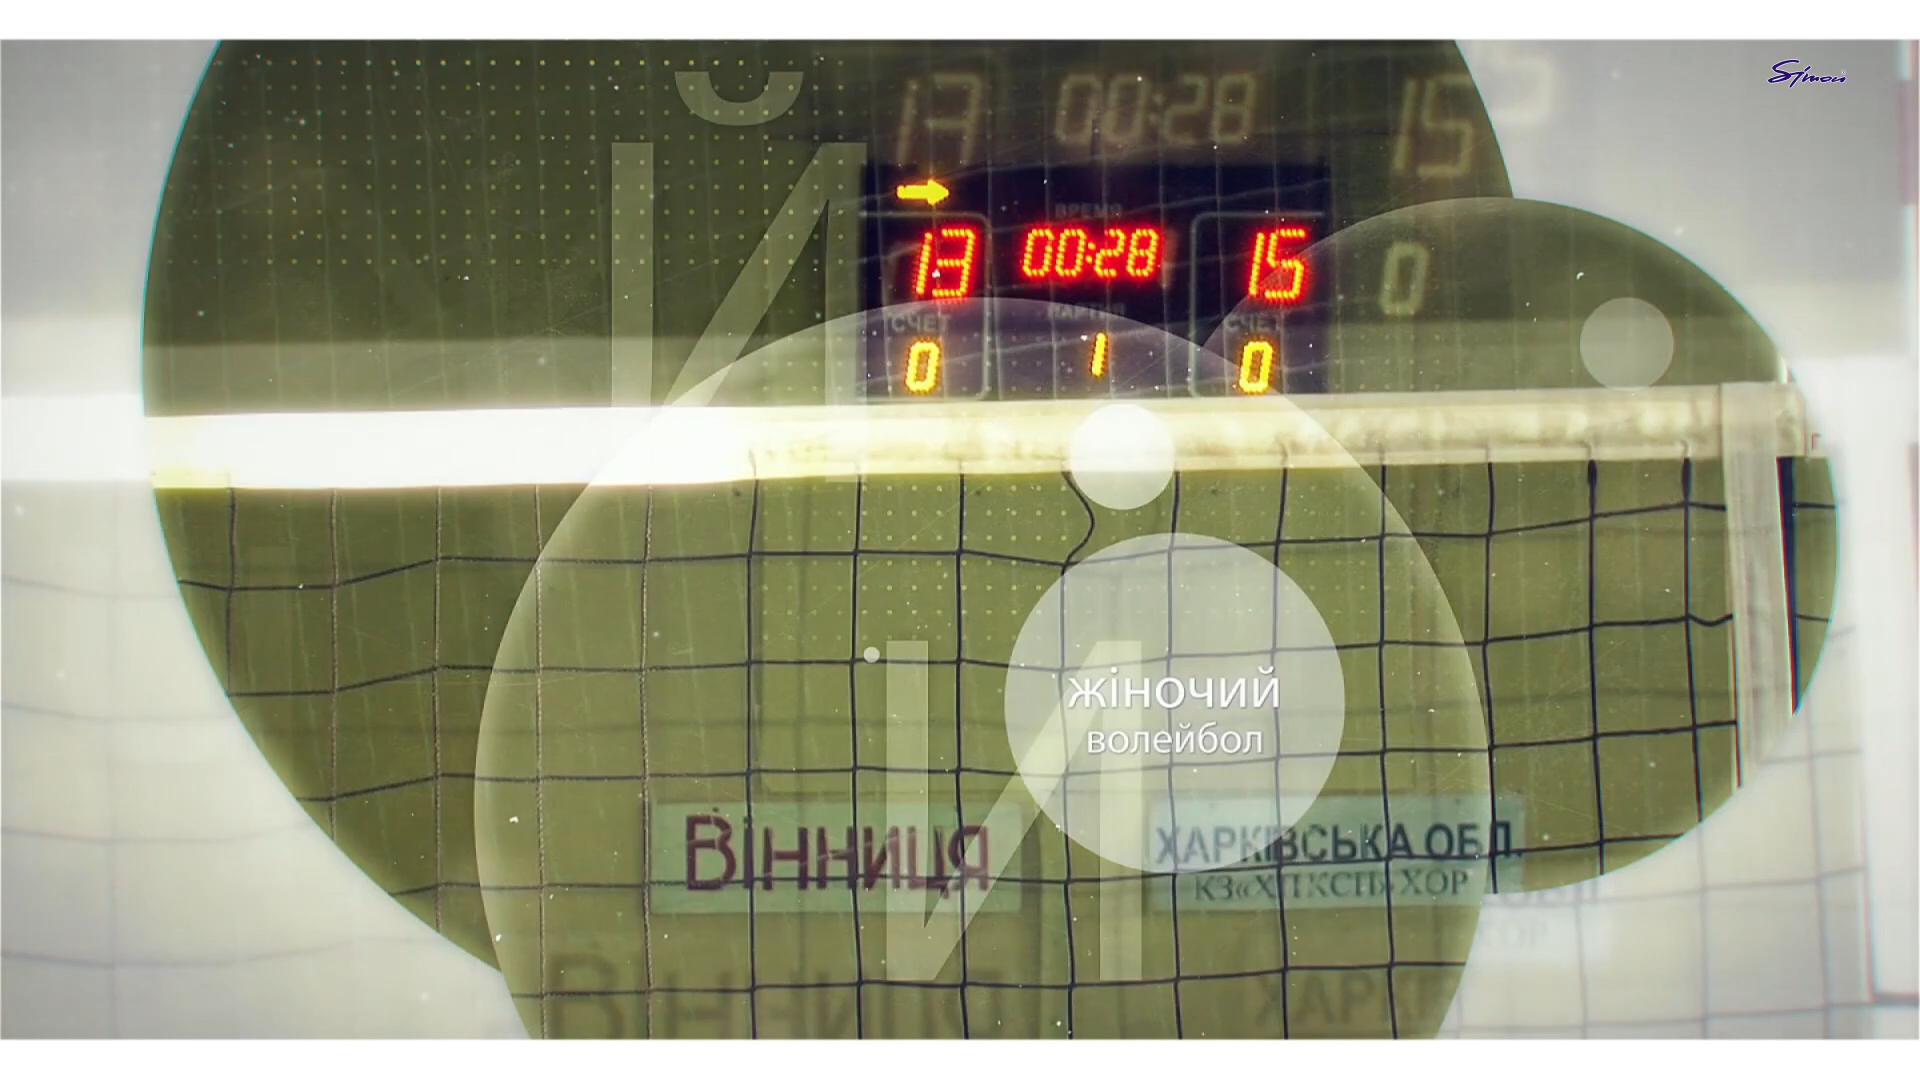 Simon
13 00:28 15
0
ВРЕМЯ
13 00:28 15
СЧЕТ ПАРТИЯ СЧЕТ
0 1 0
Й
И
жіночий
волейбол
Вінниця
ХАРКІВСЬКА ОБЛ.
КЗ«ХПКСП» ХОР